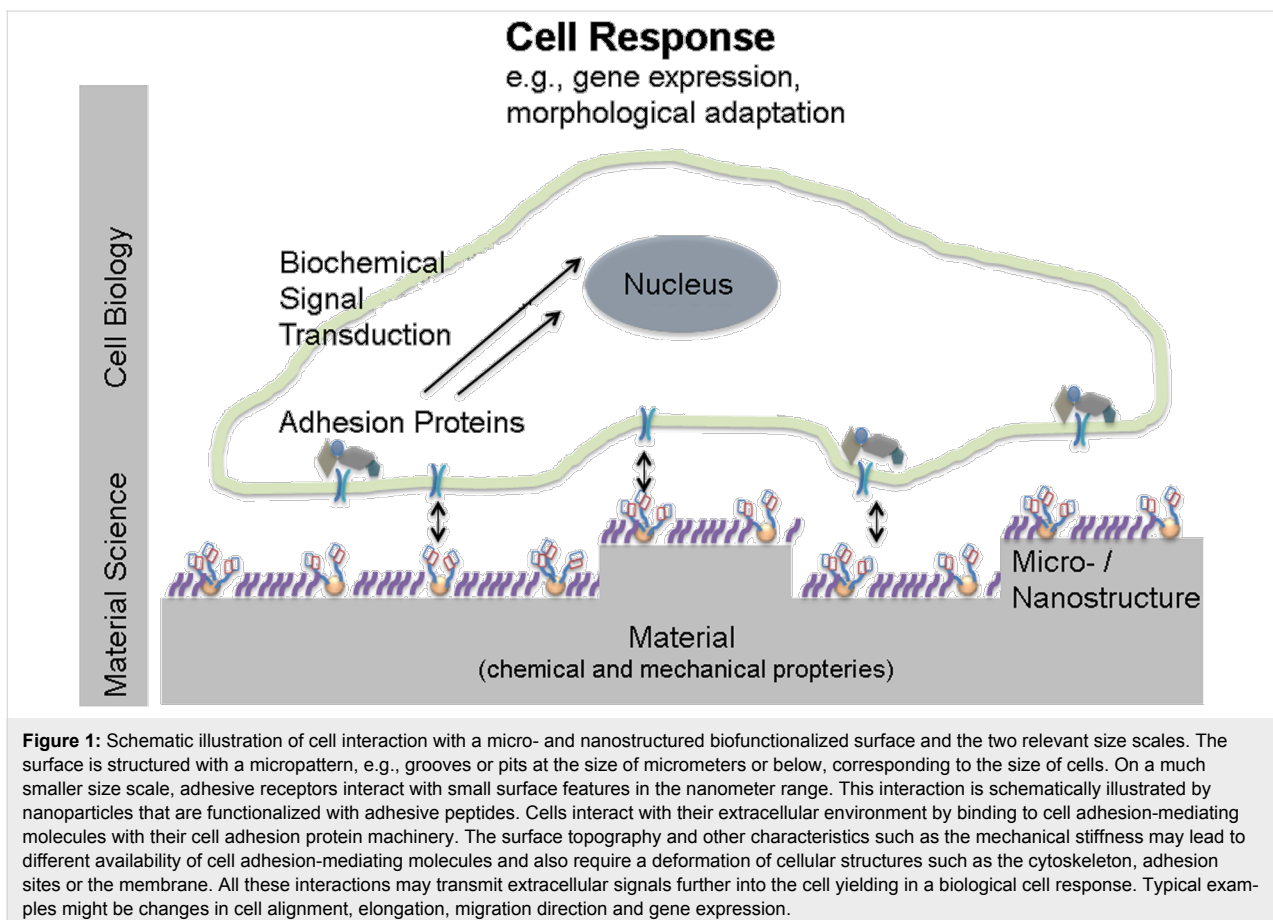 Cell Response
e.g., gene expression,
morphological adaptation
Cell Biology
Biochemical
Signal
Transduction
Nucleus
Adhesion Proteins
Material Science
Micro- /
Nanostructure
Material
(chemical and mechanical propteries)
Figure 1: Schematic illustration of cell interaction with a micro- and nanostructured biofunctionalized surface and the two relevant size scales. The
surface is structured with a micropattern, e.g., grooves or pits at the size of micrometers or below, corresponding to the size of cells. On a much
smaller size scale, adhesive receptors interact with small surface features in the nanometer range. This interaction is schematically illustrated by
nanoparticles that are functionalized with adhesive peptides. Cells interact with their extracellular environment by binding to cell adhesion-mediating
molecules with their cell adhesion protein machinery. The surface topography and other characteristics such as the mechanical stiffness may lead to
different availability of cell adhesion-mediating molecules and also require a deformation of cellular structures such as the cytoskeleton, adhesion
sites or the membrane. All these interactions may transmit extracellular signals further into the cell yielding in a biological cell response. Typical exam-
ples might be changes in cell alignment, elongation, migration direction and gene expression.